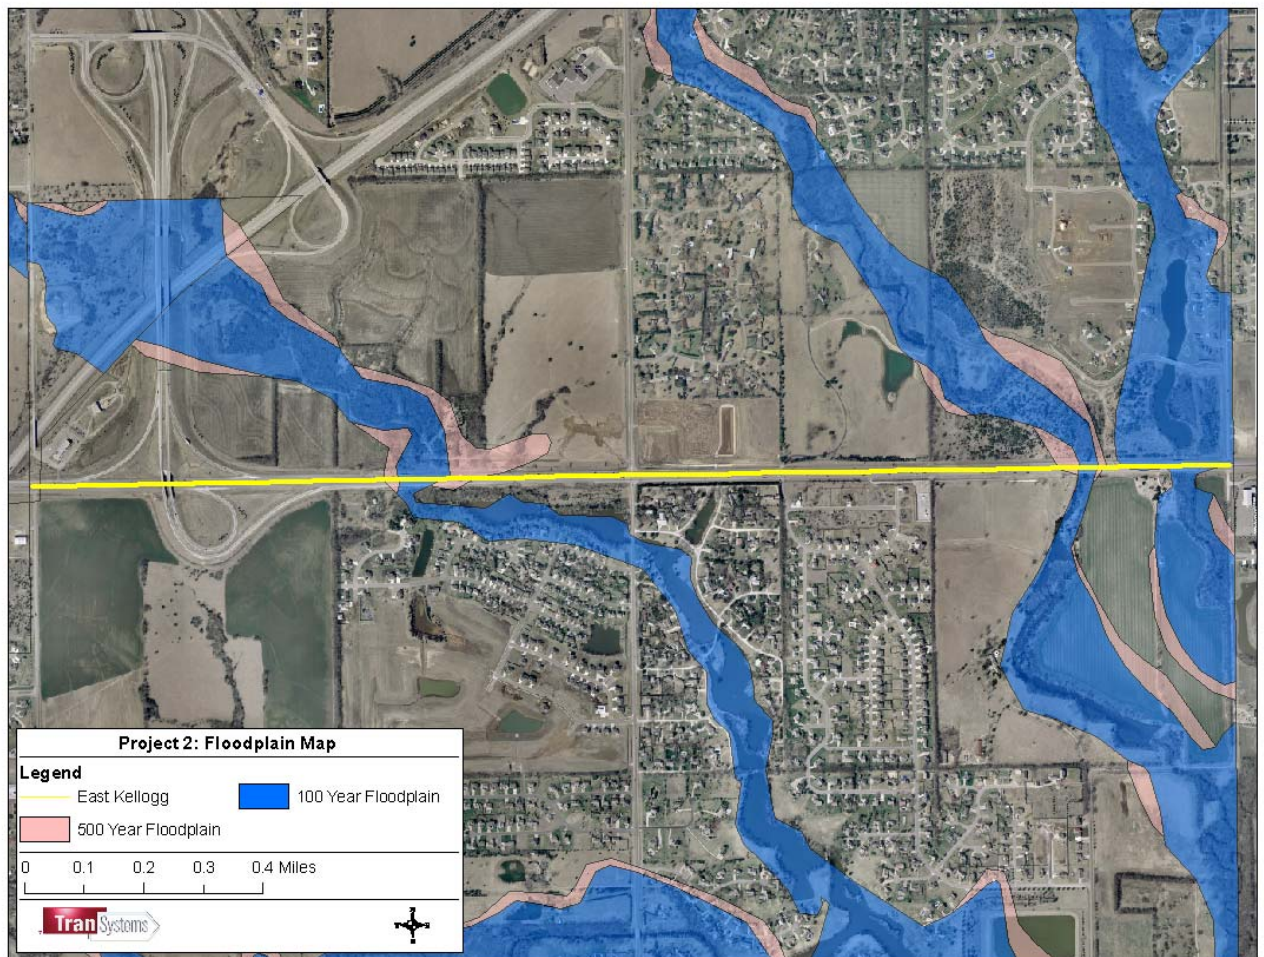 Project 2: Floodplain Map
Legend
East Kellogg
100 Year Floodplain
500 Year Floodplain
0 0.1 0.2 0.3 0.4 Miles
TranSystems